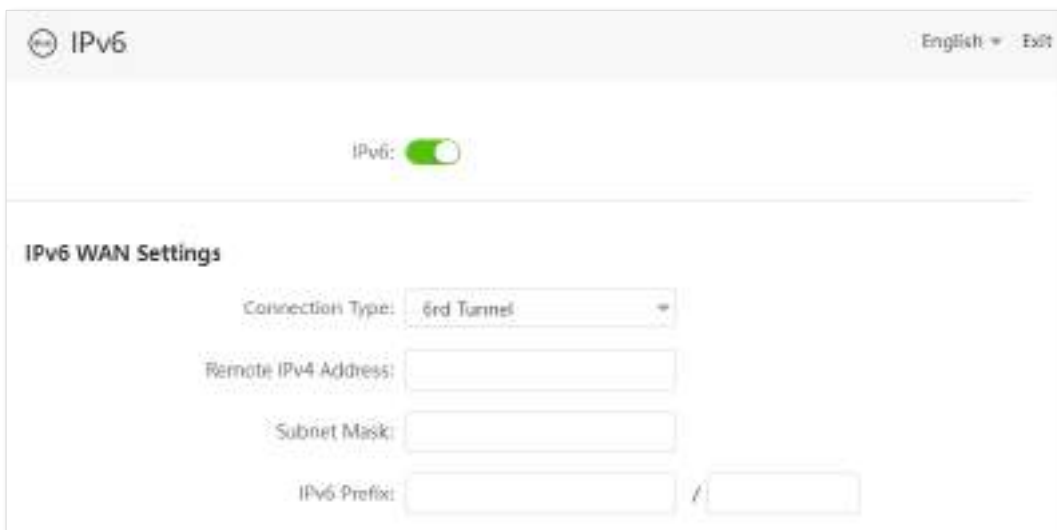 IPv6
English Exit
IPv6:
IPv6 WAN Settings
Connection Type: 6rd Tunnel
Remote IPv4 Address:
Subnet Mask:
IPv6 Prefix: /